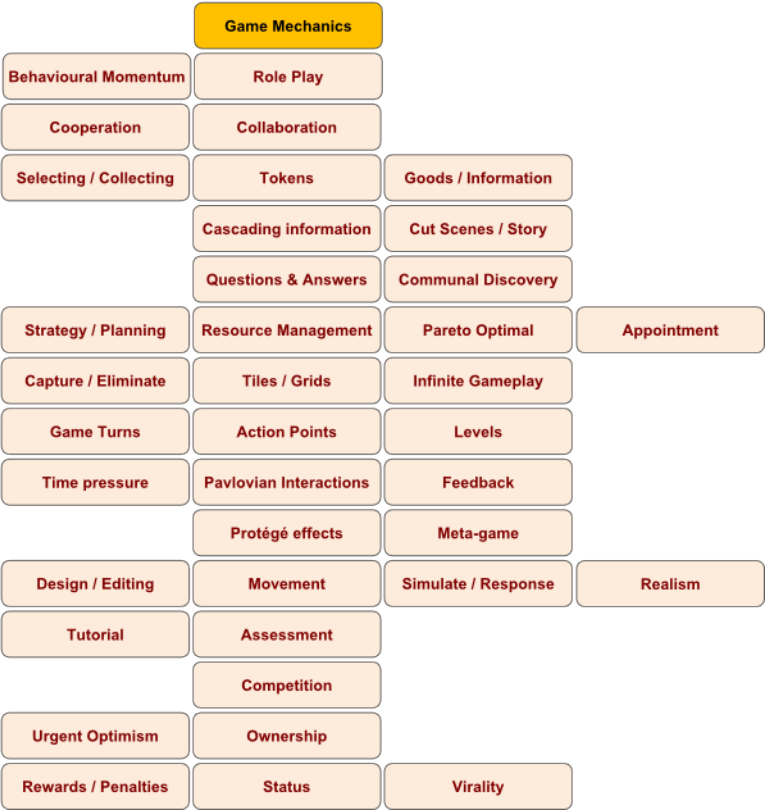 Game Mechanics
Behavioural Momentum Role Play
Cooperation Collaboration
Selecting / Collecting Tokens Goods / Information
Cascading information Cut Scenes / Story
Questions & Answers Communal Discovery
Strategy / Planning Resource Management Pareto Optimal Appointment
Capture / Eliminate Tiles / Grids Infinite Gameplay
Game Turns Action Points Levels
Time pressure Pavlovian Interactions Feedback
Protégé effects Meta-game
Design / Editing Movement Simulate / Response Realism
Tutorial Assessment
Competition
Urgent Optimism Ownership
Rewards / Penalties Status Virality